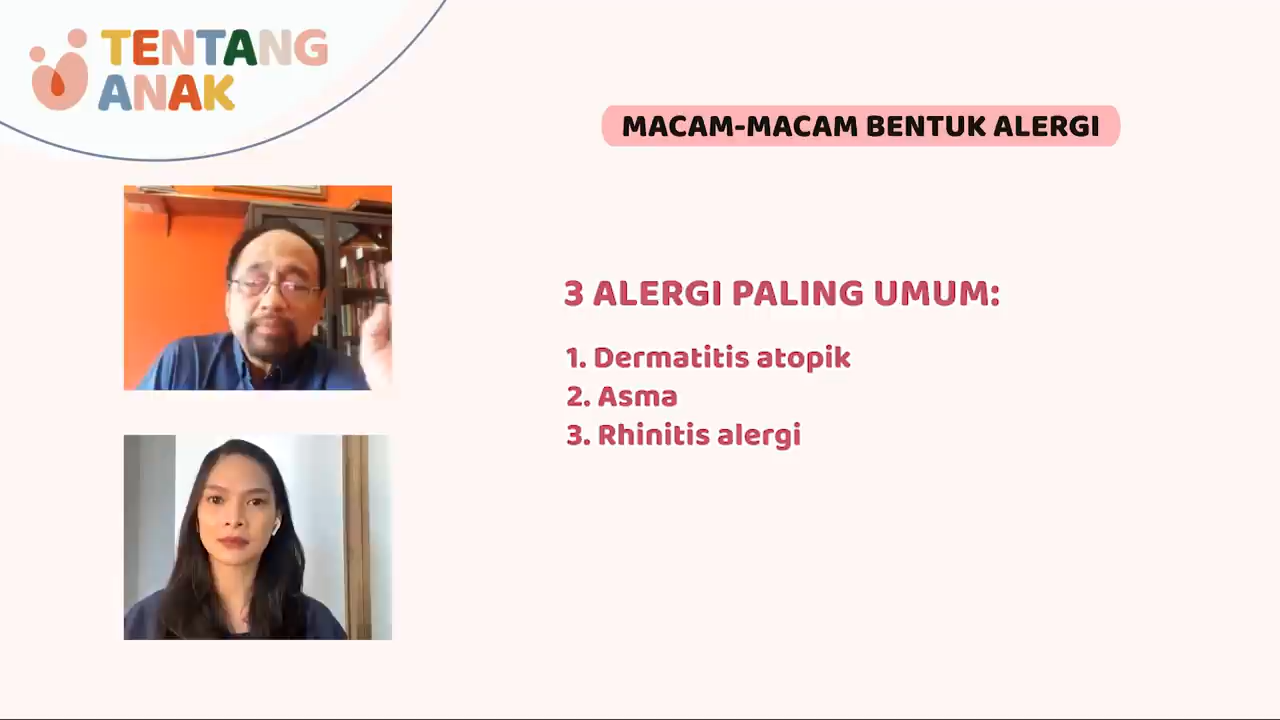 TENTANG
ANAK
MACAM-MACAM BENTUK ALERGI
3 ALERGI PALING UMUM:
1. Dermatitis atopik
2. Asma
3. Rhinitis alergi